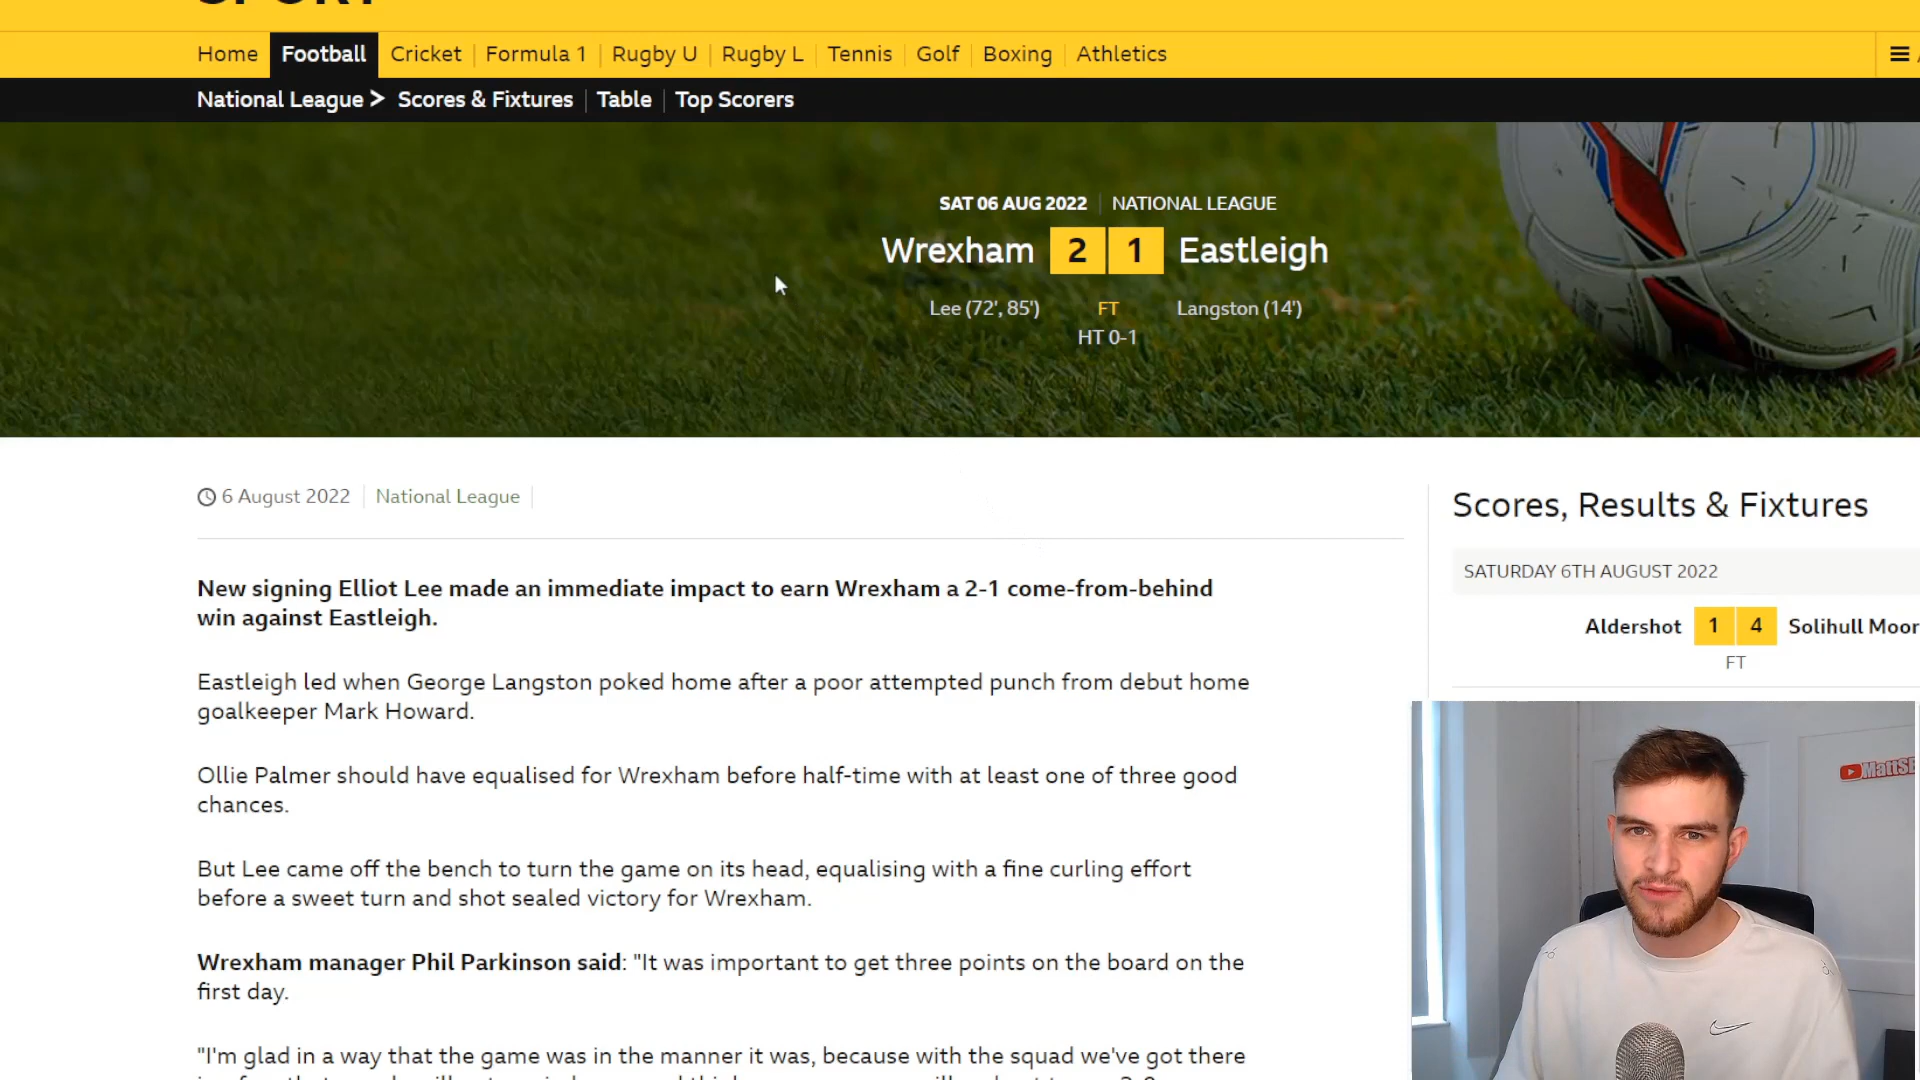 SPORT
Home
Football
Cricket
Formula 1
Rugby U
Rugby L
Tennis
Golf
Boxing
Athletics
National League
Scores & Fixtures
Table
Top Scorers
SAT 06 AUG 2022 NATIONAL LEAGUE
Wrexham 2 1 Eastleigh
Lee (72', 85') FT Langston (14')
HT 0-1
6 August 2022 National League
New signing Elliot Lee made an immediate impact to earn Wrexham a 2-1 come-from-behind
win against Eastleigh.
Eastleigh led when George Langston poked home after a poor attempted punch from debut home
goalkeeper Mark Howard.
Ollie Palmer should have equalised for Wrexham before half-time with at least one of three good
chances.
But Lee came off the bench to turn the game on its head, equalising with a fine curling effort
before a sweet turn and shot sealed victory for Wrexham.
Wrexham manager Phil Parkinson said: "It was important to get three points on the board on the
first day.
"I'm glad in a way that the game was in the manner it was, because with the squad we've got there
Scores, Results & Fixtures
SATURDAY 6TH AUGUST 2022
Aldershot 1 4 Solihull Moor
FT